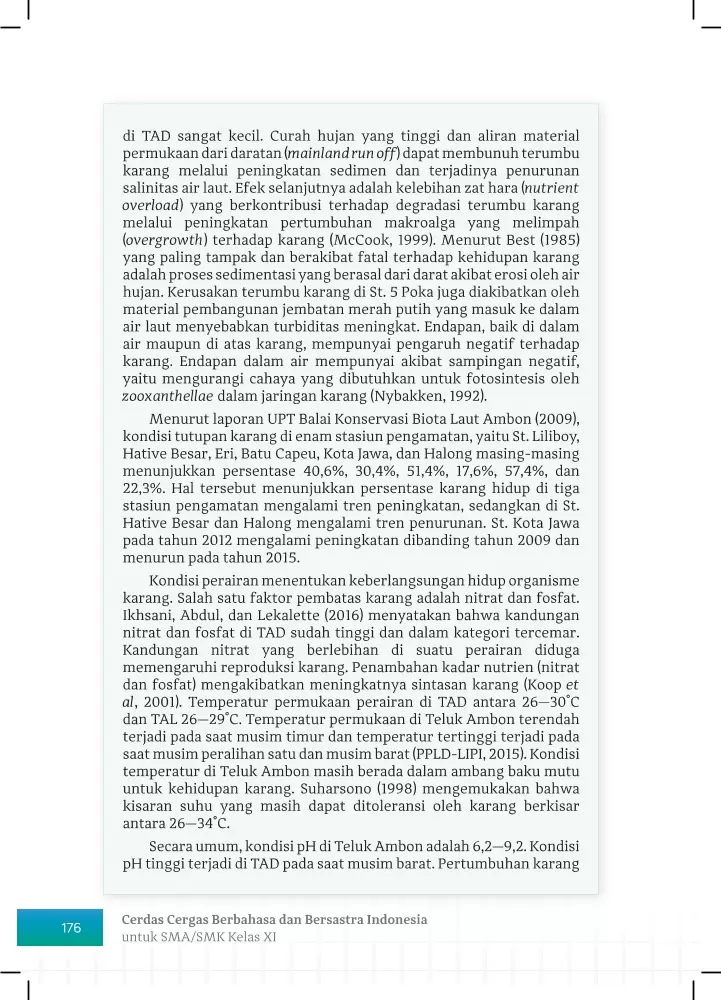 di TAD sangat kecil. Curah hujan yang tinggi dan aliran material
permukaan dari daratan (mainland run off) dapat membunuh terumbu
karang melalui peningkatan sedimen dan terjadinya penurunan
salinitas air laut. Efek selanjutnya adalah kelebihan zat hara (nutrient
overload) yang berkontribusi terhadap degradasi terumbu karang
melalui peningkatan pertumbuhan makroalga yang melimpah
(overgrowth) terhadap karang (McCook, 1999). Menurut Best (1985)
yang paling tampak dan berakibat fatal terhadap kehidupan karang
adalah proses sedimentasi yang berasal dari darat akibat erosi oleh air
hujan. Kerusakan terumbu karang di St. 5 Poka juga diakibatkan oleh
material pembangunan jembatan merah putih yang masuk ke dalam
air laut menyebabkan turbiditas meningkat. Endapan, baik di dalam
air maupun di atas karang, mempunyai pengaruh negatif terhadap
karang. Endapan dalam air mempunyai akibat sampingan negatif,
yaitu mengurangi cahaya yang dibutuhkan untuk fotosintesis oleh
zooxanthellae dalam jaringan karang (Nybakken, 1992).
Menurut laporan UPT Balai Konservasi Biota Laut Ambon (2009),
kondisi tutupan karang di enam stasiun pengamatan, yaitu St. Liliboy,
Hative Besar, Eri, Batu Capeu, Kota Jawa, dan Halong masing-masing
menunjukkan persentase 40,6%, 30,4%, 51,4%, 17,6%, 57,4%, dan
22,3%. Hal tersebut menunjukkan persentase karang hidup di tiga
stasiun pengamatan mengalami tren peningkatan, sedangkan di St.
Hative Besar dan Halong mengalami tren penurunan. St. Kota Jawa
pada tahun 2012 mengalami peningkatan dibanding tahun 2009 dan
menurun pada tahun 2015.
Kondisi perairan menentukan keberlangsungan hidup organisme
karang. Salah satu faktor pembatas karang adalah nitrat dan fosfat.
Ikhsani, Abdul, dan Lekalette (2016) menyatakan bahwa kandungan
nitrat dan fosfat di TAD sudah tinggi dan dalam kategori tercemar.
Kandungan nitrat yang berlebihan di suatu perairan diduga
memengaruhi reproduksi karang. Penambahan kadar nutrien (nitrat
dan fosfat) mengakibatkan meningkatnya sintasan karang (Koop et
al, 2001). Temperatur permukaan perairan di TAD antara 26—30˚C
dan TAL 26—29˚C. Temperatur permukaan di Teluk Ambon terendah
terjadi pada saat musim timur dan temperatur tertinggi terjadi pada
saat musim peralihan satu dan musim barat (PPLD-LIPI, 2015). Kondisi
temperatur di Teluk Ambon masih berada dalam ambang baku mutu
untuk kehidupan karang. Suharsono (1998) mengemukakan bahwa
kisaran suhu yang masih dapat ditoleransi oleh karang berkisar
antara 26—34˚C.
Secara umum, kondisi pH di Teluk Ambon adalah 6,2—9,2. Kondisi
pH tinggi terjadi di TAD pada saat musim barat. Pertumbuhan karang
176
Cerdas Cergas Berbahasa dan Bersastra Indonesia
untuk SMA/SMK Kelas XI